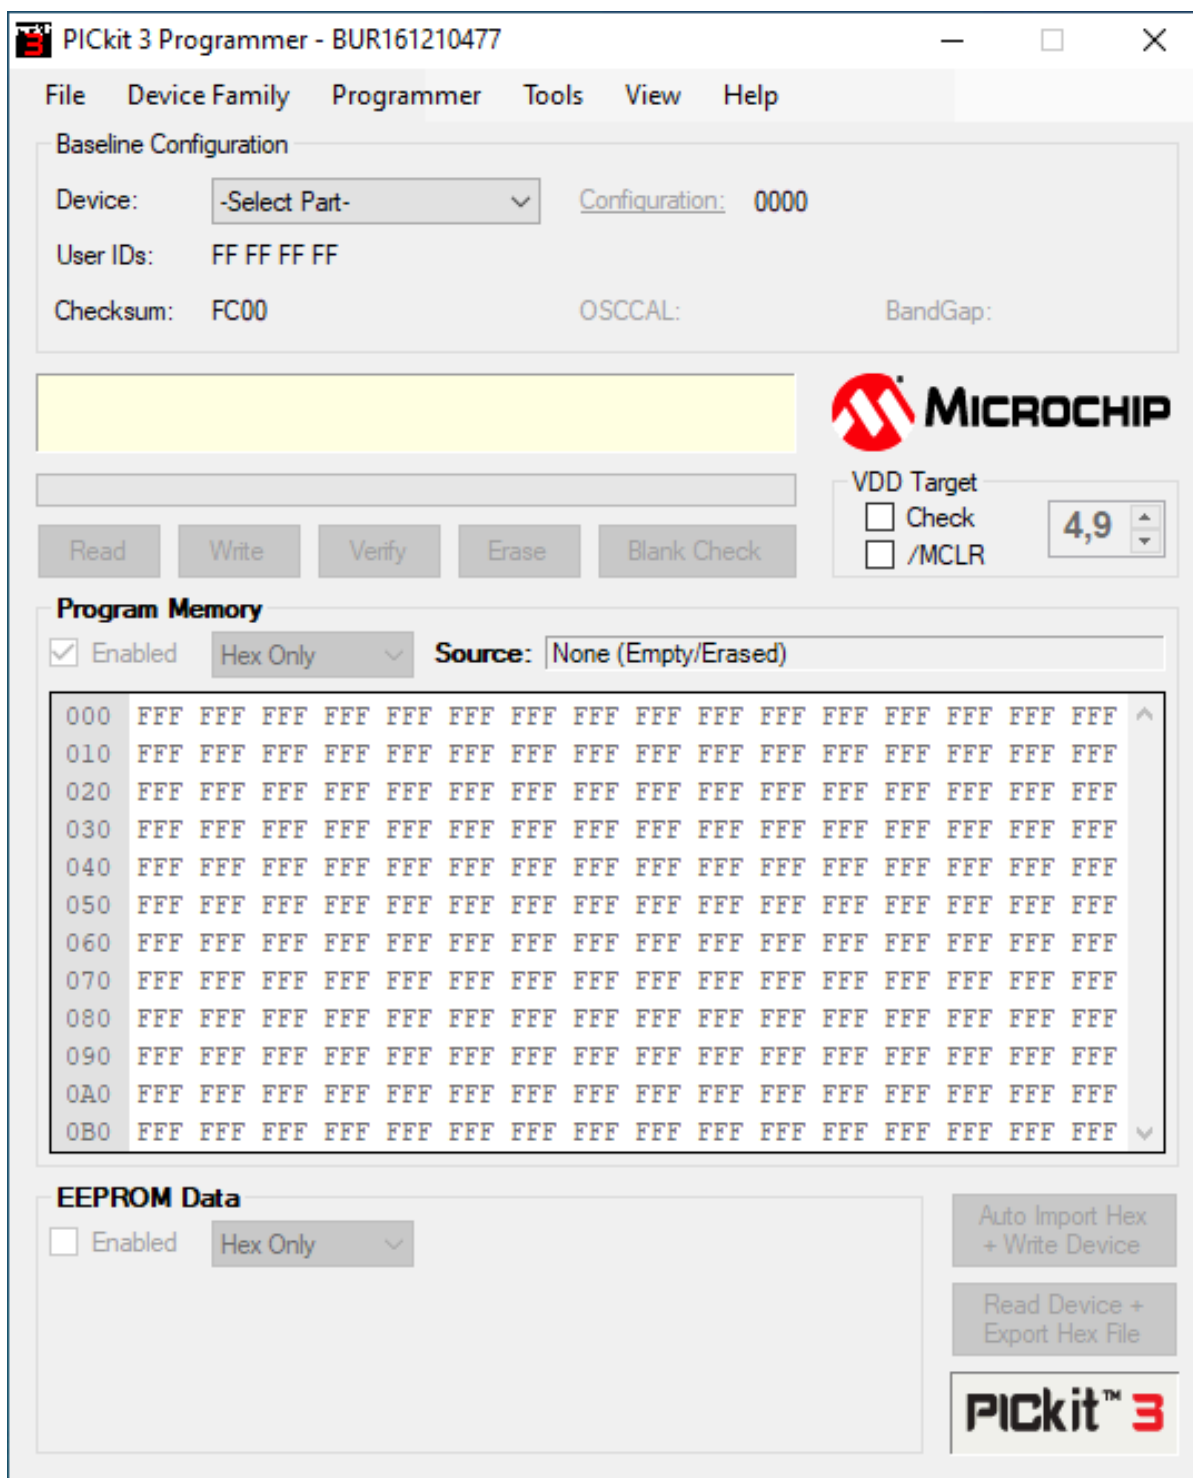 PICkit 3 Programmer - BUR161210477
File Device Family Programmer Tools View Help
Baseline Configuration
Device: -Select Part- Configuration: 0000
User IDs: FF FF FF FF
Checksum: FC00 OSCCAL: BandGap:
MICROCHIP
VDD Target
Check
/MCLR
4,9
Read Write Verify Erase Blank Check
Program Memory
Enabled Hex Only Source: None (Empty/Erased)
000 FFF FFF FFF FFF FFF FFF FFF FFF FFF FFF FFF FFF FFF FFF FFF FFF
010 FFF FFF FFF FFF FFF FFF FFF FFF FFF FFF FFF FFF FFF FFF FFF FFF
020 FFF FFF FFF FFF FFF FFF FFF FFF FFF FFF FFF FFF FFF FFF FFF FFF
030 FFF FFF FFF FFF FFF FFF FFF FFF FFF FFF FFF FFF FFF FFF FFF FFF
040 FFF FFF FFF FFF FFF FFF FFF FFF FFF FFF FFF FFF FFF FFF FFF FFF
050 FFF FFF FFF FFF FFF FFF FFF FFF FFF FFF FFF FFF FFF FFF FFF FFF
060 FFF FFF FFF FFF FFF FFF FFF FFF FFF FFF FFF FFF FFF FFF FFF FFF
070 FFF FFF FFF FFF FFF FFF FFF FFF FFF FFF FFF FFF FFF FFF FFF FFF
080 FFF FFF FFF FFF FFF FFF FFF FFF FFF FFF FFF FFF FFF FFF FFF FFF
090 FFF FFF FFF FFF FFF FFF FFF FFF FFF FFF FFF FFF FFF FFF FFF FFF
0A0 FFF FFF FFF FFF FFF FFF FFF FFF FFF FFF FFF FFF FFF FFF FFF FFF
0B0 FFF FFF FFF FFF FFF FFF FFF FFF FFF FFF FFF FFF FFF FFF FFF FFF
EEPROM Data
Enabled Hex Only
Auto Import Hex
+ Write Device
Read Device +
Export Hex File
PICkit™ 3